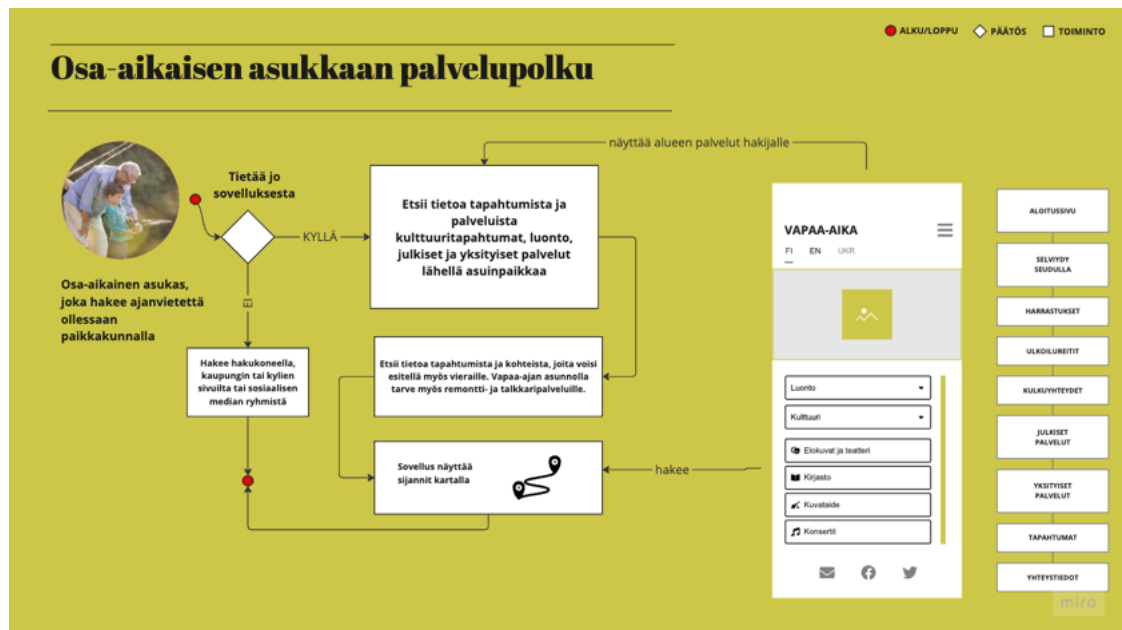 ALKU/LOPPU
PÄÄTÖS
TOIMINTO
Osa-aikaisen asukkaan palvelupolku
näyttää alueen palvelut hakijalle
Tietää jo
sovelluksesta
KYLLÄ
EI
Osa-aikainen asukas,
joka hakee ajanvietettä
ollessaan
paikkakunnalla
Etsii tietoa tapahtumista ja
palveluista
kulttuuritapahtumat, luonto,
julkiset ja yksityiset palvelut
lähellä asuinpaikkaa
Hakee hakukoneella,
kaupungin tai kylien
sivuilta tai sosiaalisen
median ryhmistä
Etsii tietoa tapahtumista ja kohteista, joita voisi
esitellä myös vieraille. Vapaa-ajan asunnolla
tarve myös remontti- ja talkkaripalveluille.
Sovellus näyttää
sijannit kartalla
hakee
VAPAA-AIKA
FI EN UKR
Luonto
Kulttuuri
Elokuvat ja teatteri
Kirjasto
Kuvataide
Konsertit
ALOITUSSIVU
SELVIYDY
SEUDULLA
HARRASTUKSET
ULKOILUREITIT
KULKUYHTEYDET
JULKISET
PALVELUT
YKSITYISET
PALVELUT
TAPAHTUMAT
YHTEYSTIEDOT
miro